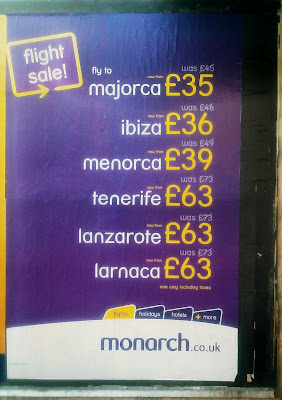 flight
sale!
fly to
was £45
majorca now from £35
was £46
ibiza now from £36
was £49
menorca now from £39
was £73
tenerife now from £63
was £73
lanzarote now from £63
was £73
larnaca now from £63
one way including taxes
flights holidays hotels + more
monarch.co.uk